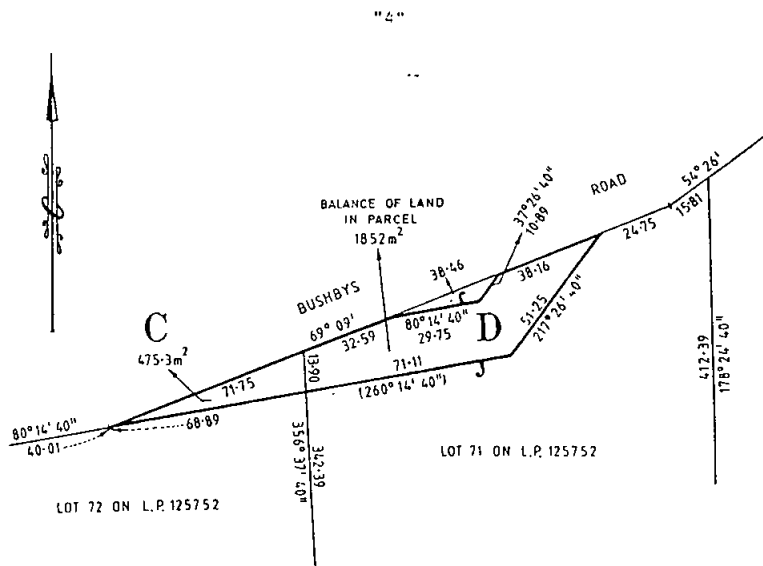 "4"
BALANCE OF LAND
IN PARCEL
1852m²
37°26'40"
10·89
ROAD
54°26'
15·81
24·75
38·46
38·16
BUSHBYS
C
69° 09'
32·59
80°14'40"
29·75
D
51·25
217°26'40"
475·3m²
13·90
71·11
(260°14'40")
71·75
412·39
178°24'40"
80°14'40"
40·01
68·89
356°37'40"
342·39
LOT 71 ON L.P. 125752
LOT 72 ON L.P. 125752